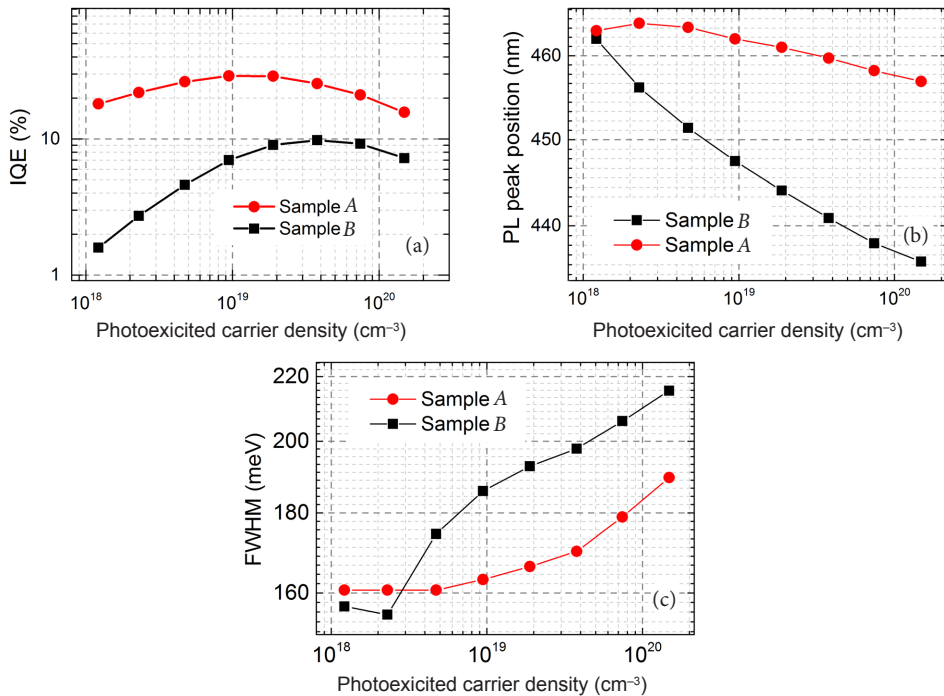 10
1
IQE (%)
Sample A
Sample B
(a)
10¹⁸
10¹⁹
10²⁰
Photoexicited carrier density (cm⁻³)
460
450
440
PL peak position (nm)
Sample B
Sample A
(b)
10¹⁸
10¹⁹
10²⁰
Photoexicited carrier density (cm⁻³)
220
200
180
160
FWHM (meV)
Sample A
Sample B
(c)
10¹⁸
10¹⁹
10²⁰
Photoexicited carrier density (cm⁻³)